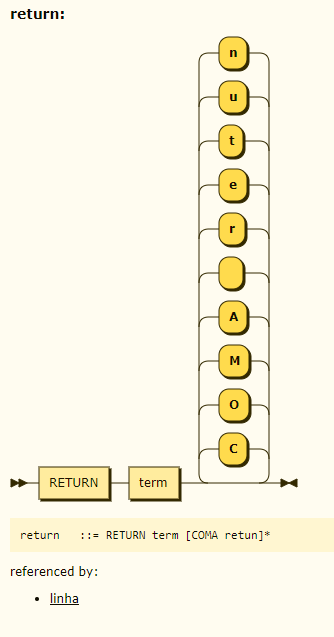 return:
n
u
t
e
r
A
M
O
C
RETURN term
return ::= RETURN term [COMA retun]*
referenced by:
linha